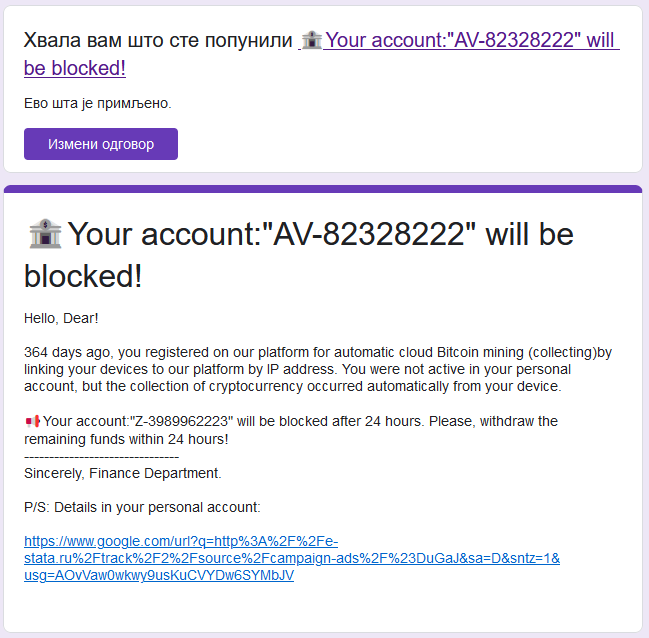 Хвала вам што сте попунили 🏦Your account:"AV-82328222" will
be blocked!
Ево шта је примљено.
Измени одговор
🏦Your account:"AV-82328222" will be
blocked!
Hello, Dear!
364 days ago, you registered on our platform for automatic cloud Bitcoin mining (collecting)by
linking your devices to our platform by IP address. You were not active in your personal
account, but the collection of cryptocurrency occurred automatically from your device.
📢Your account:"Z-3989962223" will be blocked after 24 hours. Please, withdraw the
remaining funds within 24 hours!
-------------------------------
Sincerely, Finance Department.
P/S: Details in your personal account:
https://www.google.com/url?q=http%3A%2F%2Fe-
stata.ru%2Ftrack%2F2%2Fsource%2Fcampaign-ads%2F%23DuGaJ&sa=D&sntz=1&
usg=AOvVaw0wkwy9usKuCVYDw6SYMbJV